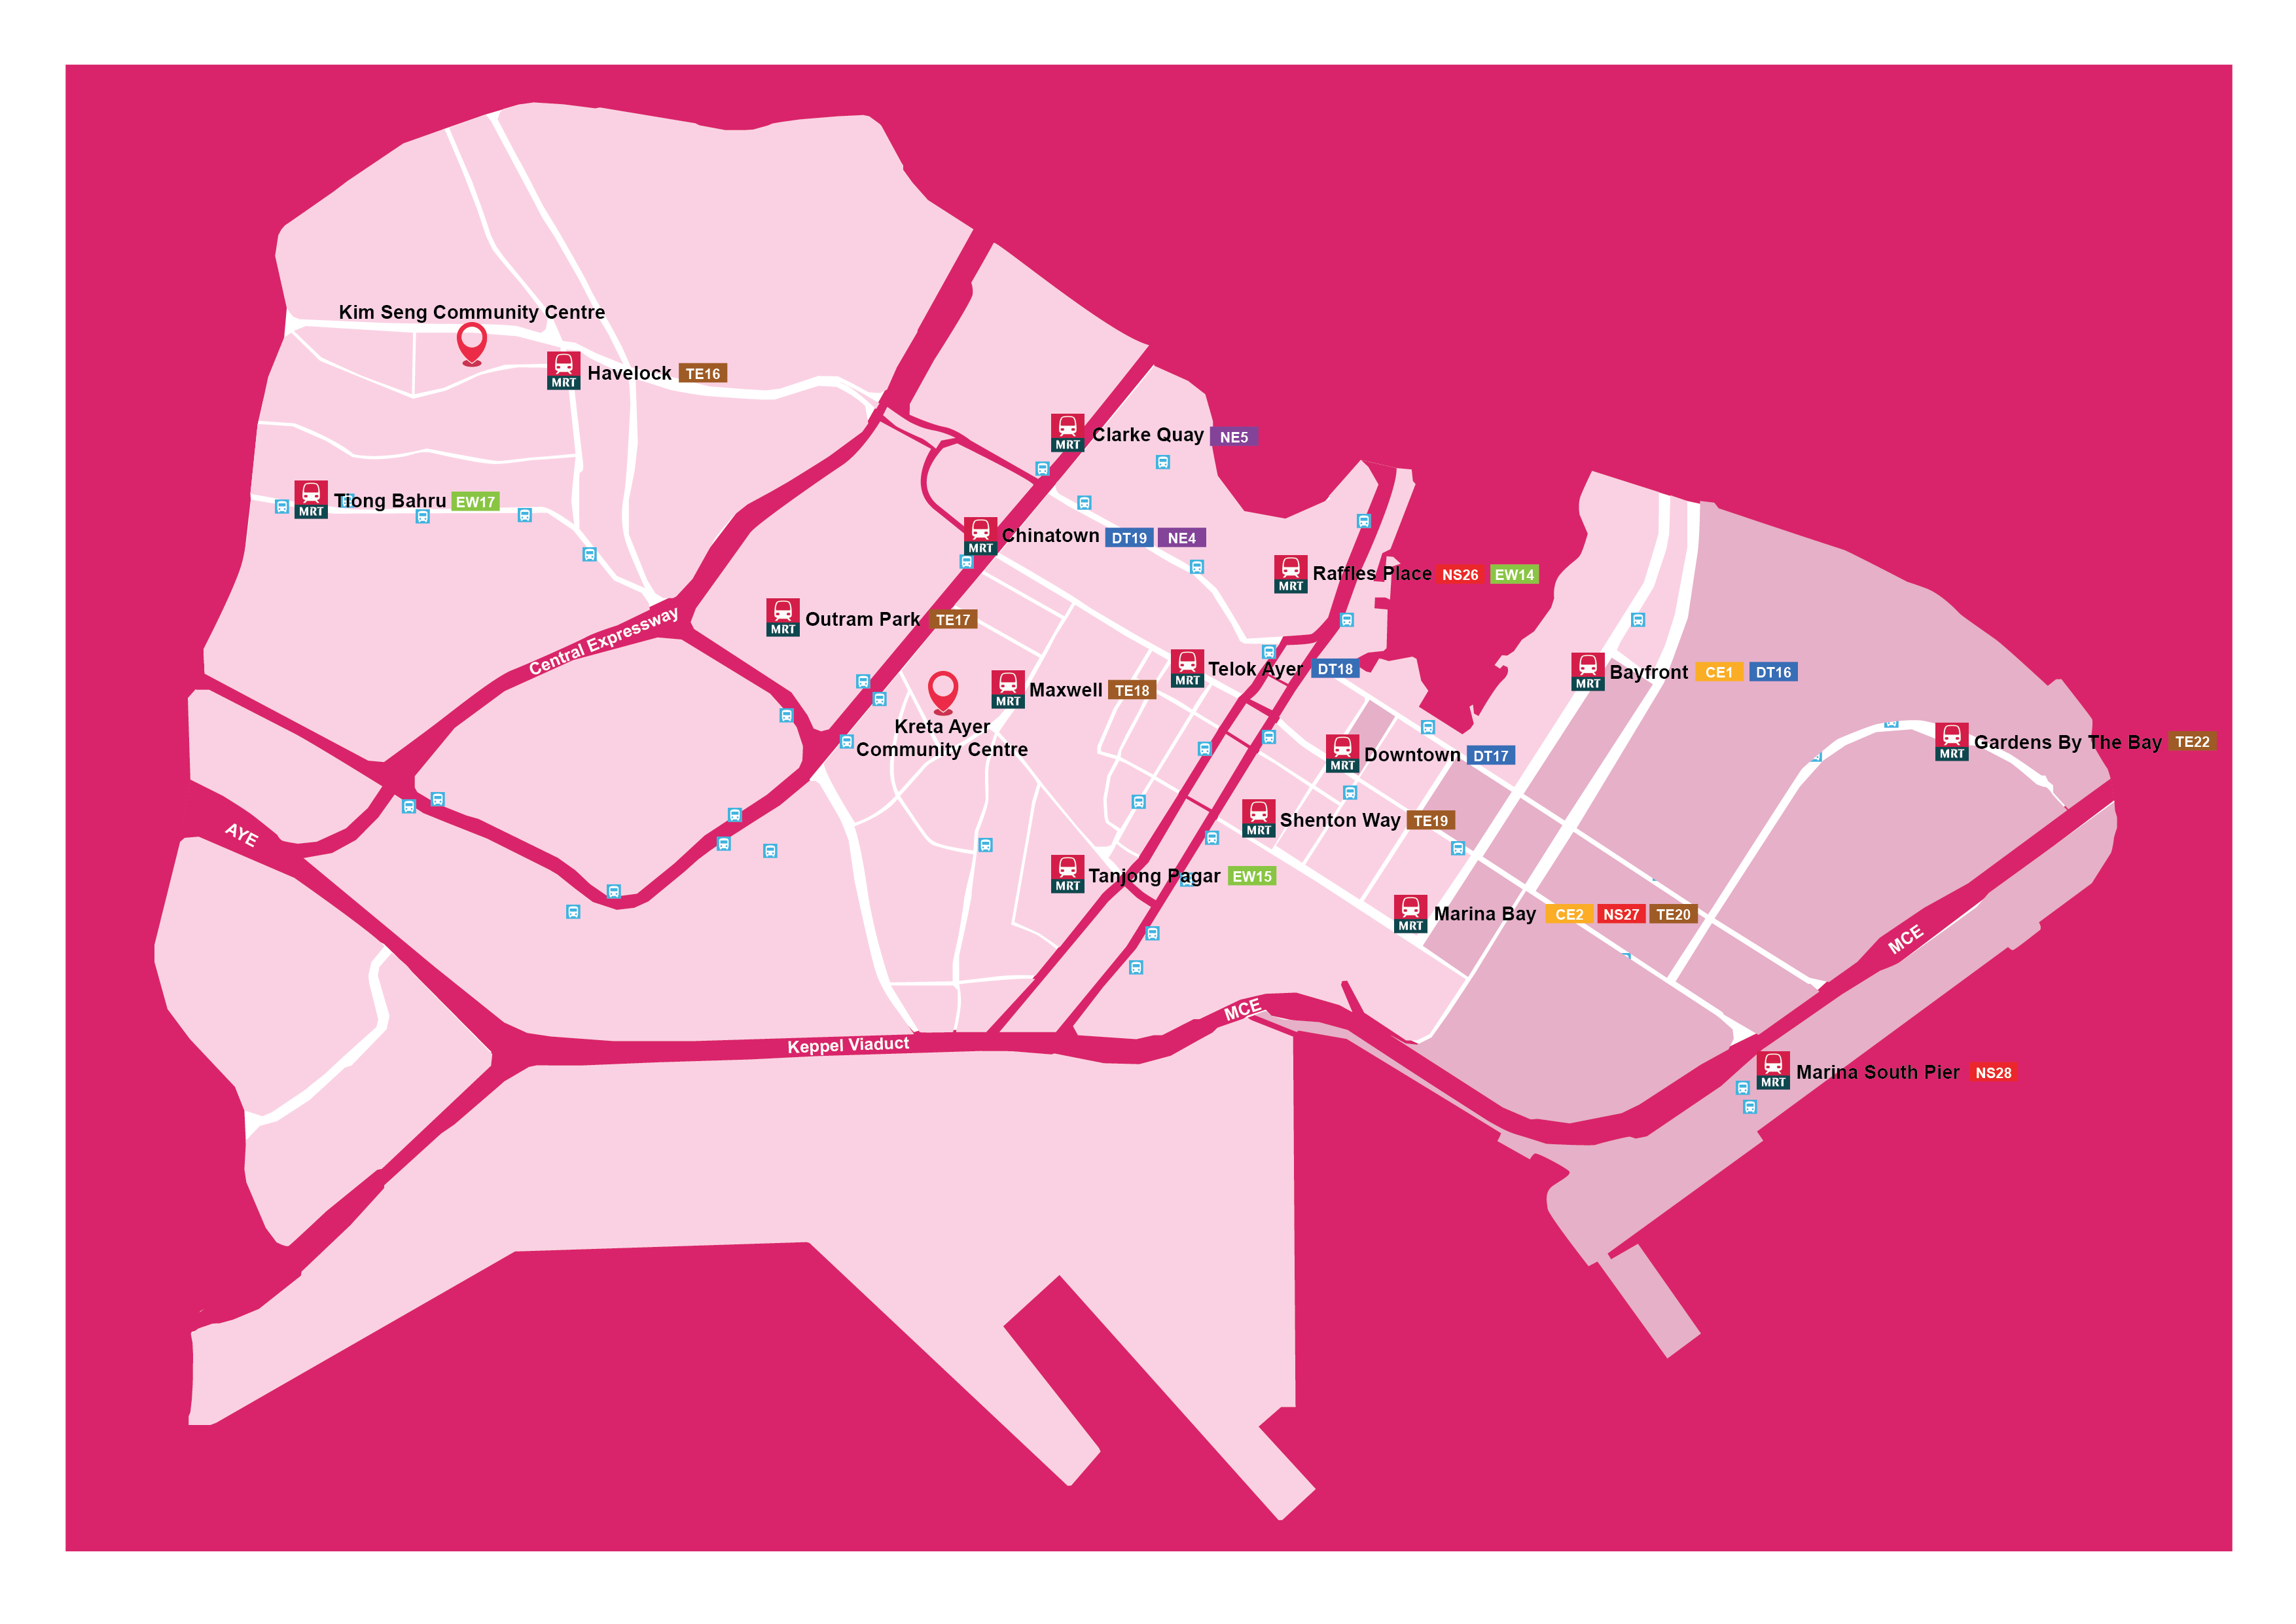 Kim Seng Community Centre
MRT Havelock TE16
MRT Clarke Quay NE5
MRT Tiong Bahru EW17
MRT Chinatown DT19 NE4
MRT Raffles Place NS26 EW14
MRT Outram Park TE17
Central Expressway
MRT Telok Ayer DT18
MRT Bayfront CE1 DT16
MRT Maxwell TE18
Kreta Ayer
Community Centre
MRT Gardens By The Bay TE22
MRT Downtown DT17
MRT Shenton Way TE19
AYE
MRT Tanjong Pagar EW15
MRT Marina Bay CE2 NS27 TE20
MCE
MCE
Keppel Viaduct
MRT Marina South Pier NS28